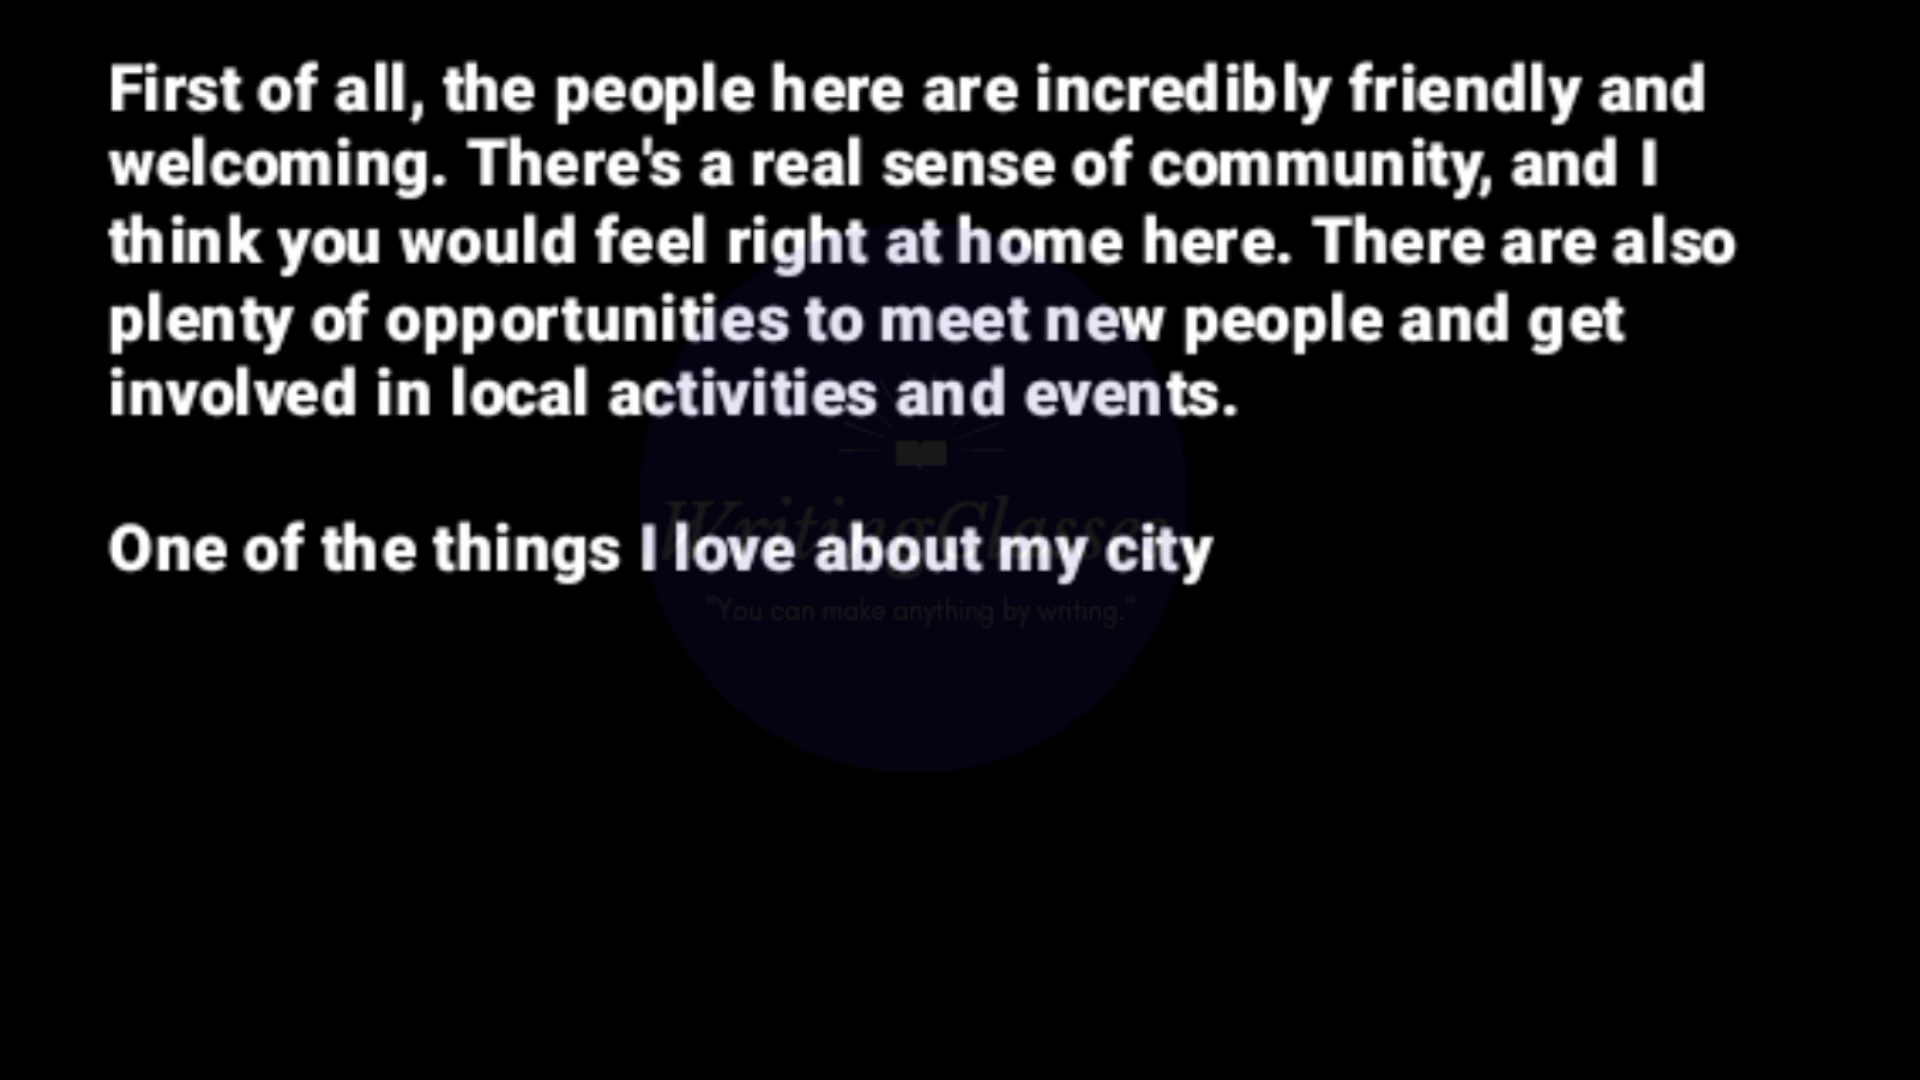 First of all, the people here are incredibly friendly and
welcoming. There's a real sense of community, and I
think you would feel right at home here. There are also
plenty of opportunities to meet new people and get
involved in local activities and events.
WritingClasses
One of the things I love about my city
"You can make anything by writing."